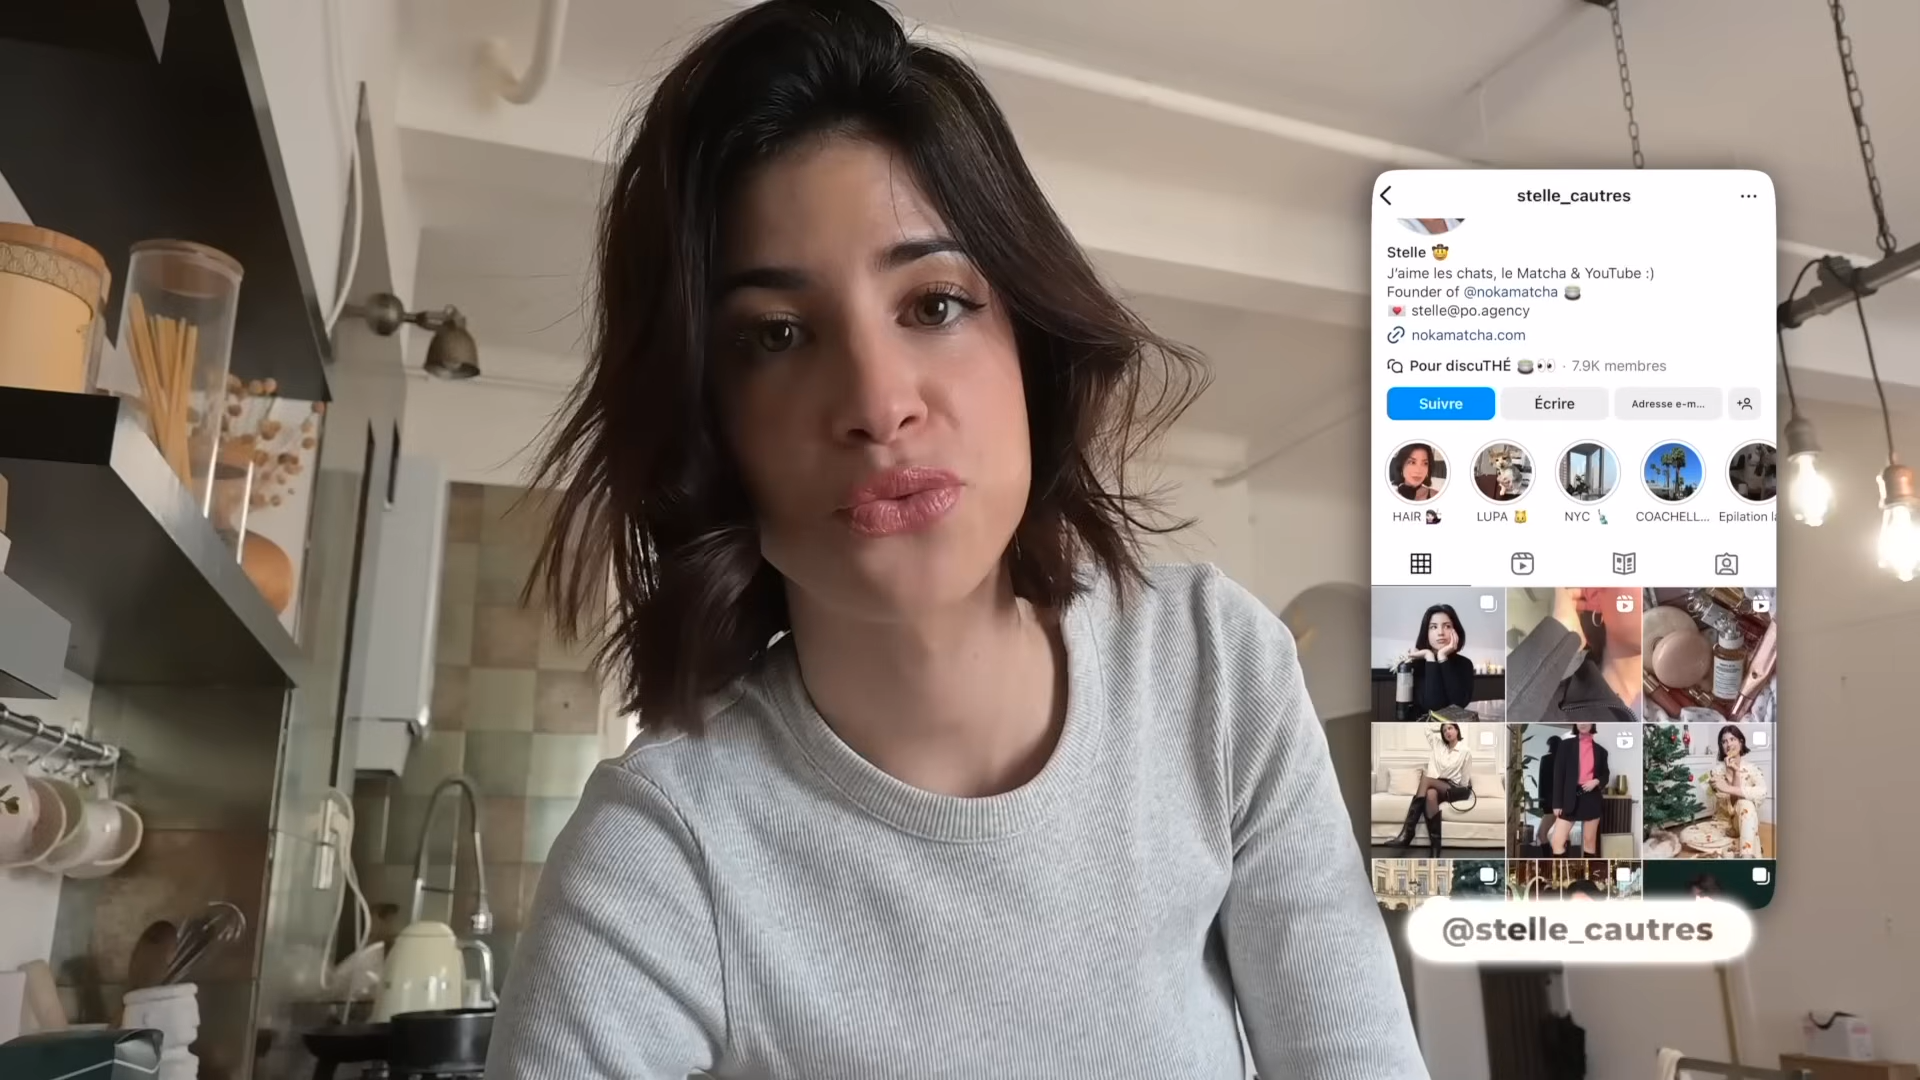 stelle_cautres
Stelle 🤠
J'aime les chats, le Matcha & YouTube :)
Founder of @nokamatcha 🍵
💌 stelle@po.agency
nokamatcha.com
Pour discuTHÉ 🍵👀 · 7.9K membres
Suivre
Écrire
Adresse e-m...
HAIR
LUPA 🐱
NYC 🗽
COACHELL...
Epilation la
@stelle_cautres